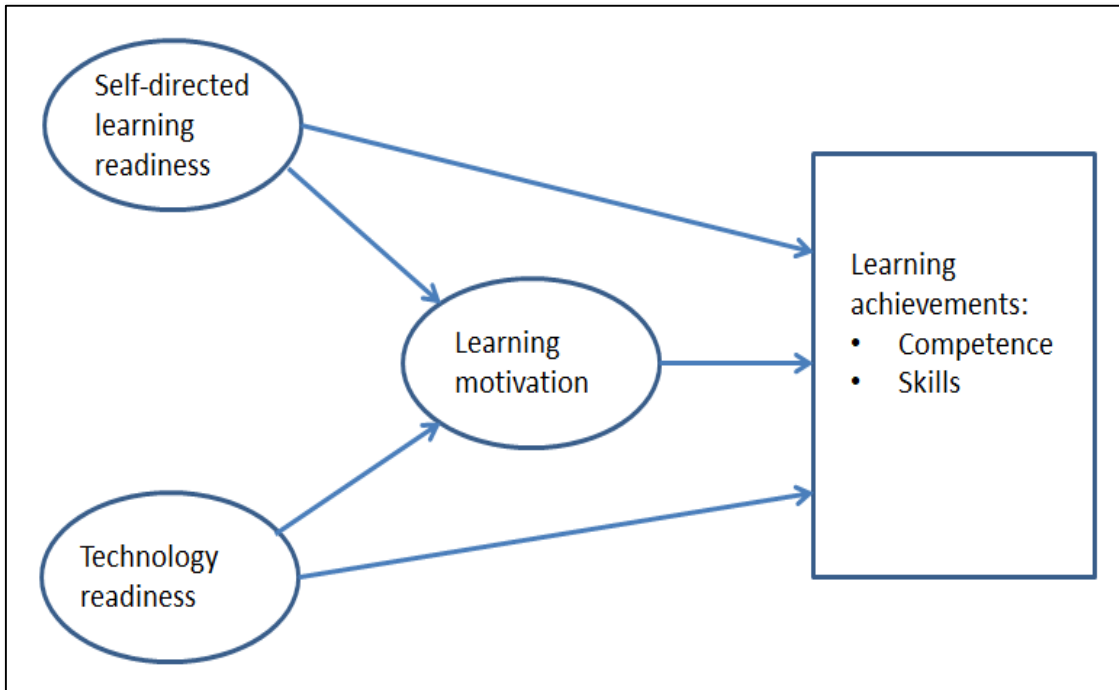 Self-directed
learning
readiness
Learning
motivation
Technology
readiness
Learning
achievements:
• Competence
• Skills